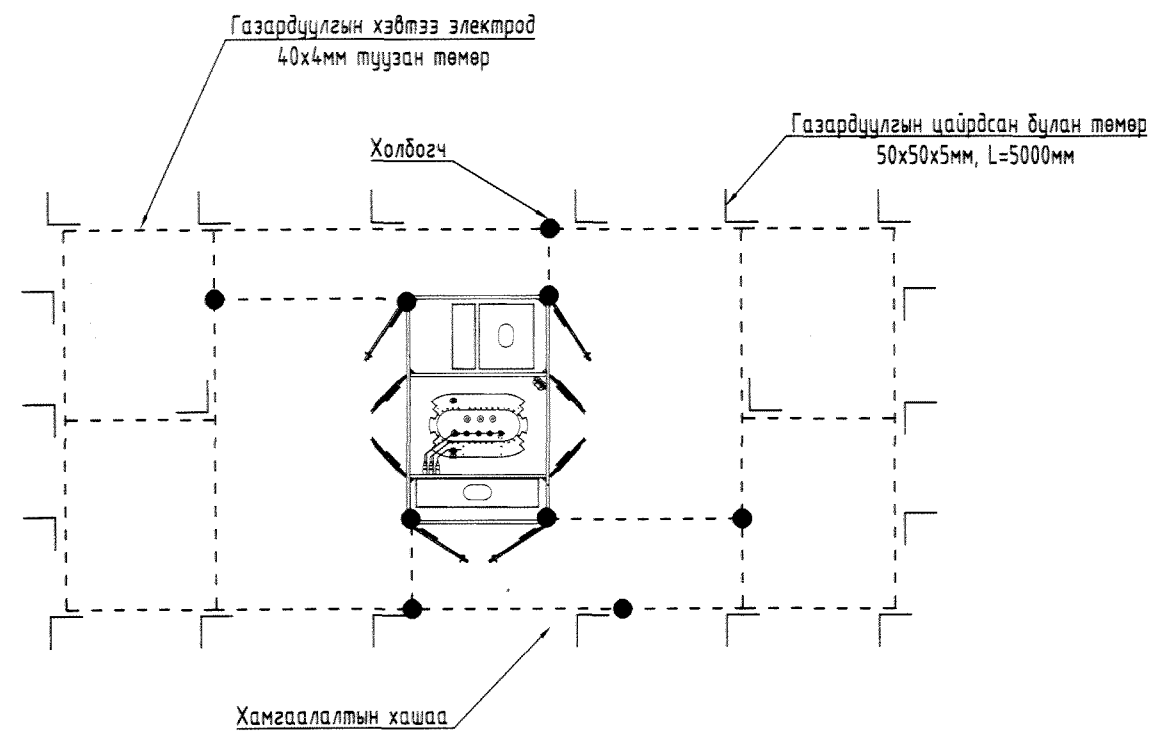 Газардуулгын хэвтээ электрод
40х4мм туузан төмөр
Газардуулгын цайрдсан булан төмөр
50х50х5мм, L=5000мм
Холбогч
Хамгаалалтын хашаа